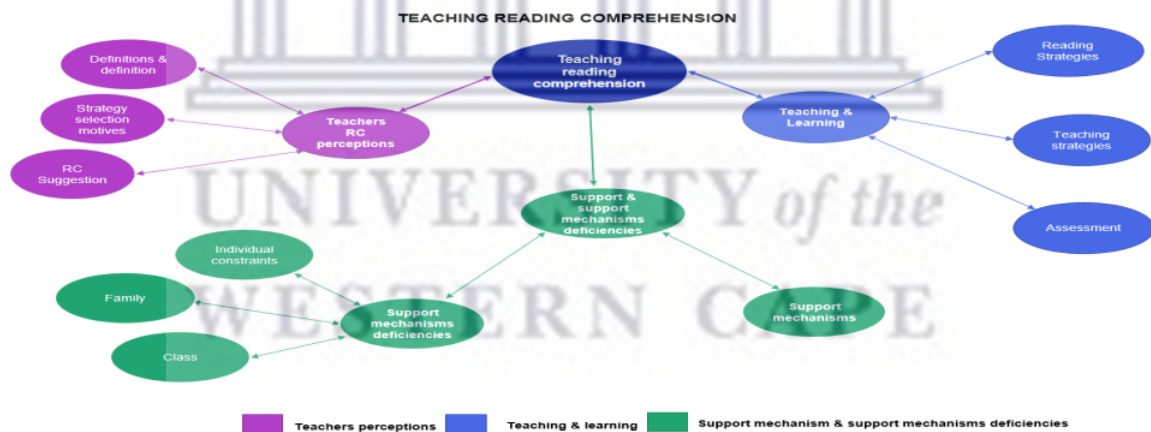 TEACHING READING COMPREHENSION
Definitions &
definition
Strategy
selection
motives
RC
Suggestion
Teachers
RC
perceptions
Teaching
reading
comprehension
Teaching &
Learning
Reading
Strategies
Teaching
strategies
Assessment
Support &
support
mechanisms
deficiencies
Individual
constraints
Family
Class
Support
mechanisms
deficiencies
Support
mechanisms
UNIVERSITY of the
WESTERN CAPE
Teachers perceptions
Teaching & learning
Support mechanism & support mechanisms deficiencies